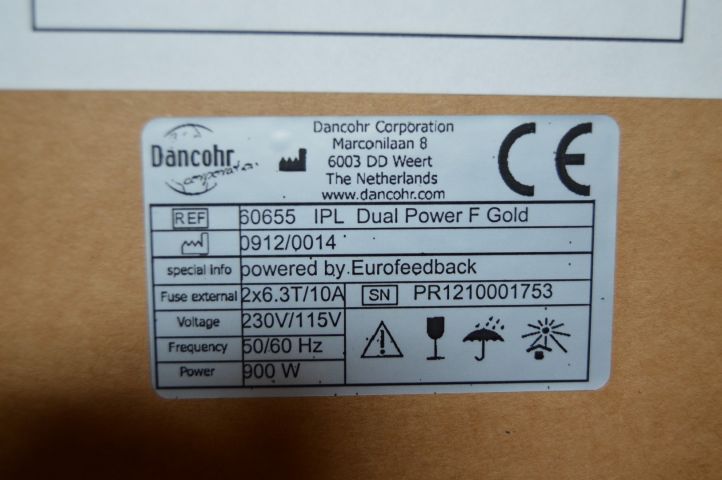 Dancohr
corporation
Dancohr Corporation
Marconilaan 8
6003 DD Weert
The Netherlands
www.dancohr.com
CE
REF 60655 IPL Dual Power F Gold
0912/0014
special info powered by Eurofeedback
Fuse external 2x6.3T/10A SN PR1210001753
Voltage 230V/115V
Frequency 50/60 Hz
Power 900 W